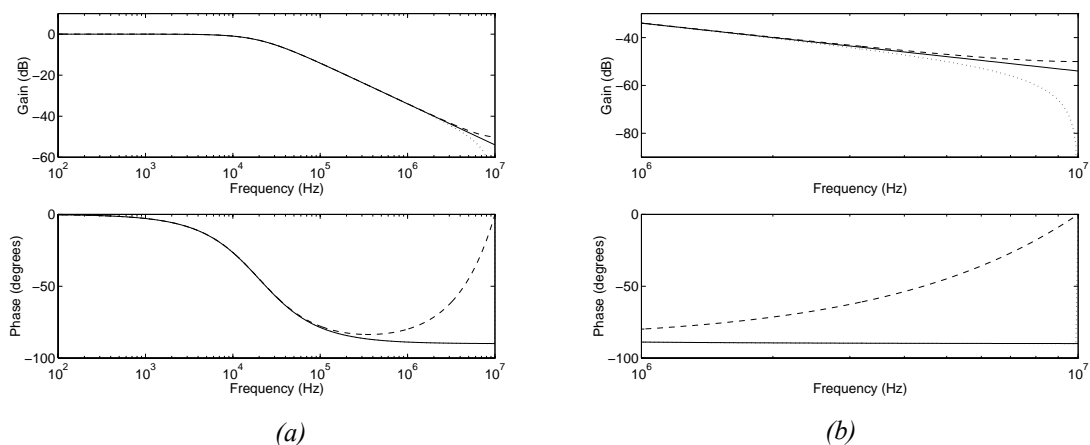 0
−20
−40
−60
Gain (dB)
10^2 10^3 10^4 10^5 10^6 10^7
Frequency (Hz)
0
−50
−100
Phase (degrees)
10^2 10^3 10^4 10^5 10^6 10^7
Frequency (Hz)
(a)
−40
−60
−80
Gain (dB)
10^6 10^7
Frequency (Hz)
0
−50
−100
Phase (degrees)
10^6 10^7
Frequency (Hz)
(b)